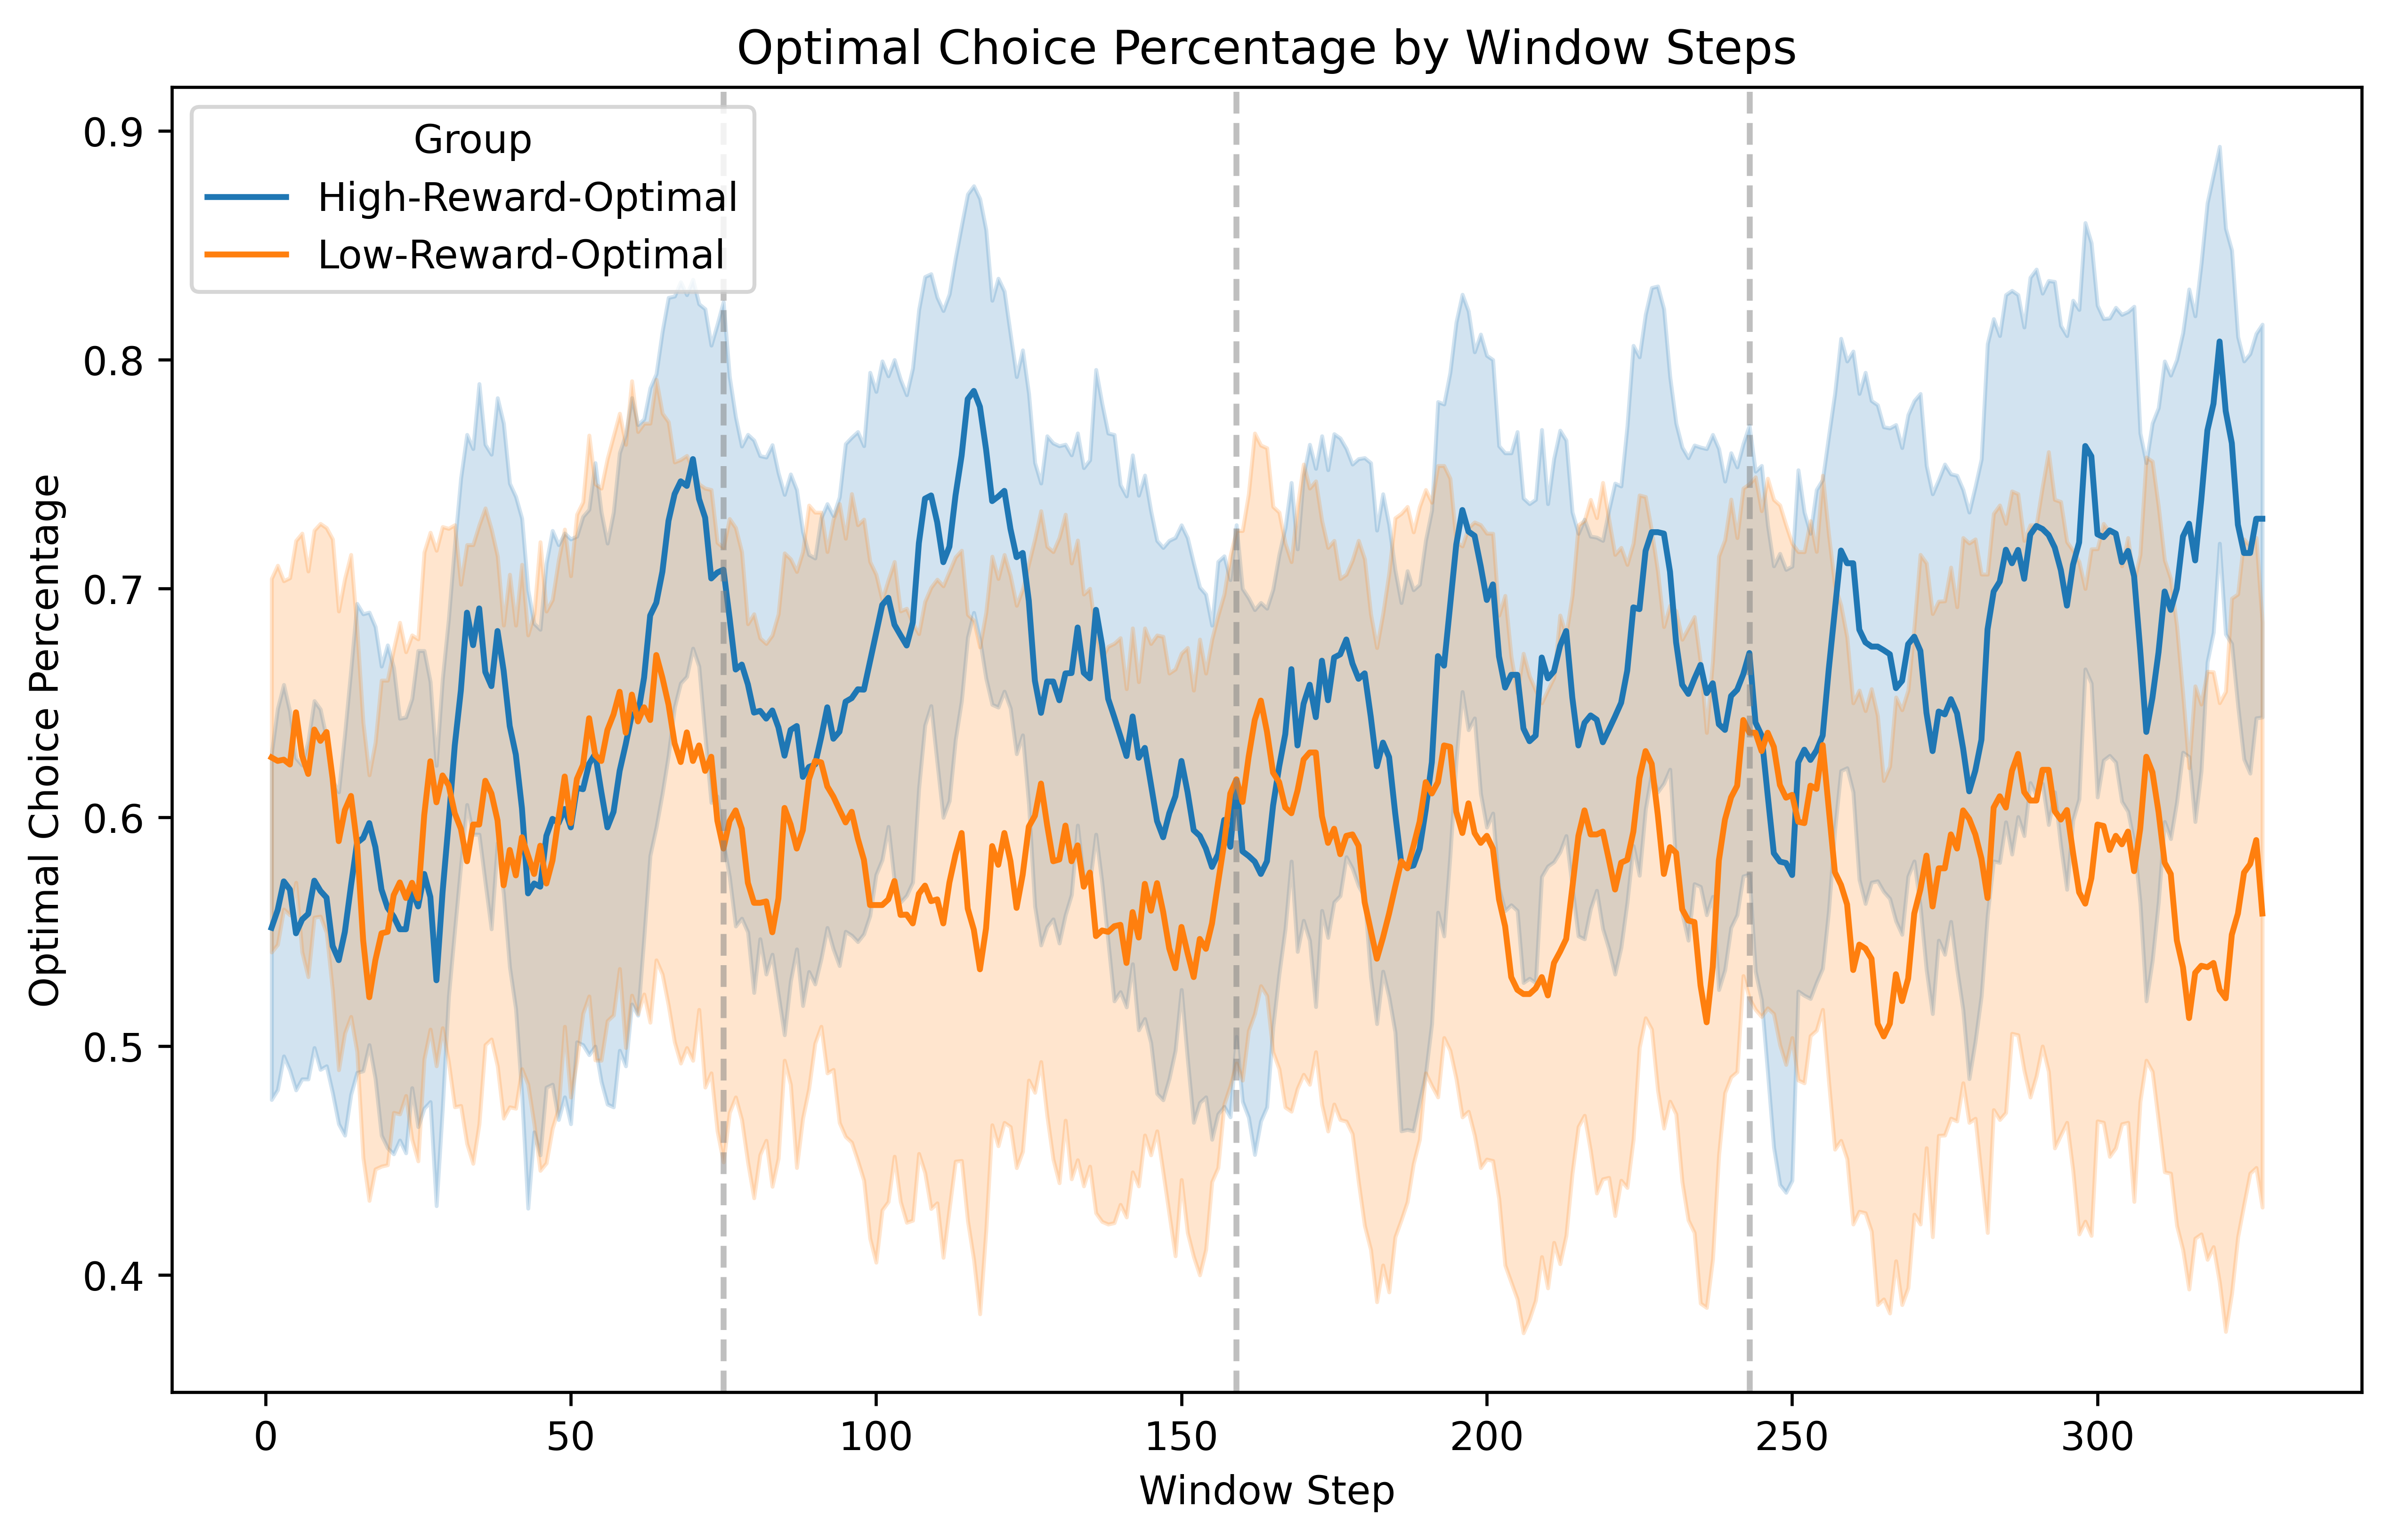 Optimal Choice Percentage by Window Steps
Group
High-Reward-Optimal
Low-Reward-Optimal
Optimal Choice Percentage
0.9
0.8
0.7
0.6
0.5
0.4
0 50 100 150 200 250 300
Window Step